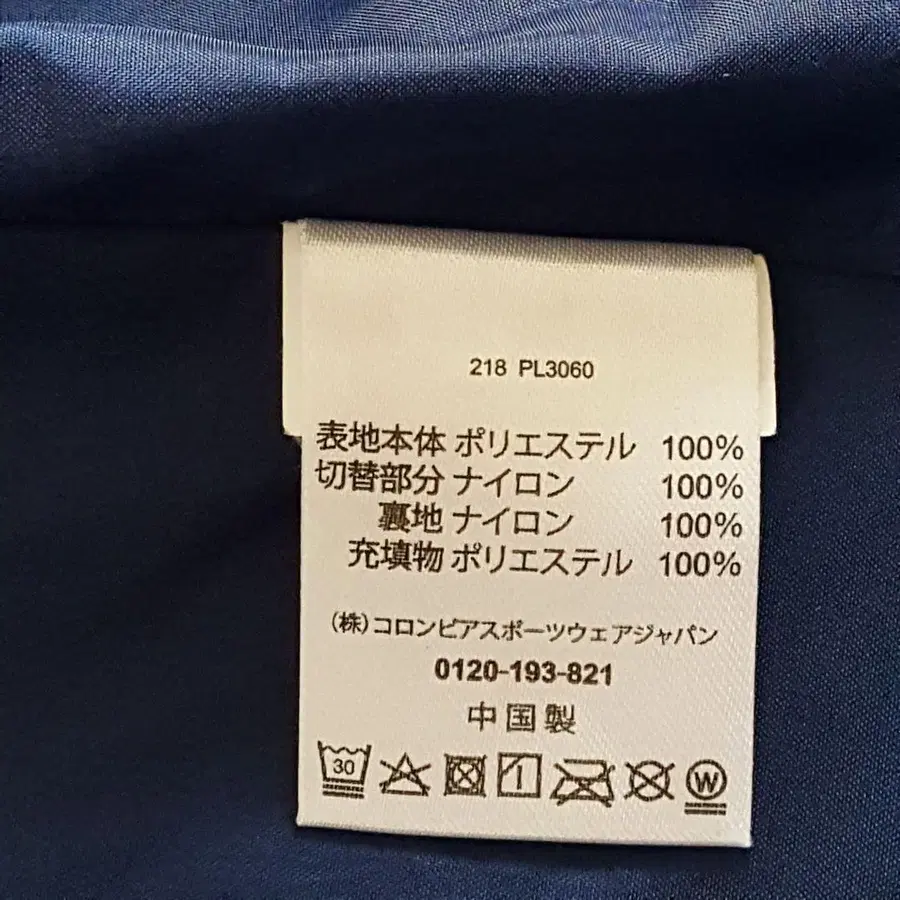 218 PL3060
表地本体 ポリエステル 100%
切替部分 ナイロン 100%
裏地 ナイロン 100%
充填物 ポリエステル 100%
(株)コロンビアスポーツウェアジャパン
0120-193-821
中国製
30 W